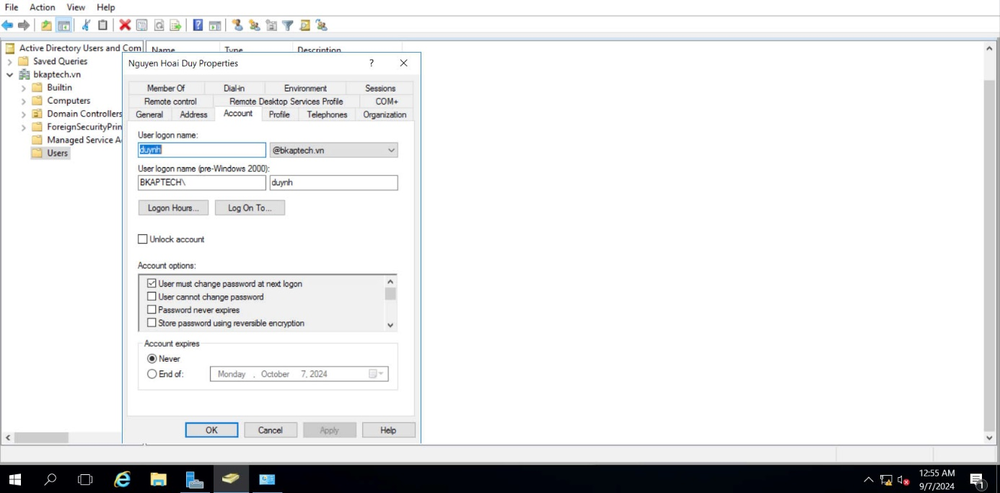 File Action View Help
Active Directory Users and Com
Name Type Description
Saved Queries
bkaptech.vn
Builtin
Computers
Domain Controllers
ForeignSecurityPrin
Managed Service A
Users
Nguyen Hoai Duy Properties
Member Of Dial-in Environment Sessions
Remote control Remote Desktop Services Profile COM+
General Address Account Profile Telephones Organization
User logon name:
duynh @bkaptech.vn
User logon name (pre-Windows 2000):
BKAPTECH\ duynh
Logon Hours... Log On To...
Unlock account
Account options:
User must change password at next logon
User cannot change password
Password never expires
Store password using reversible encryption
Account expires
Never
End of: Monday , October 7, 2024
OK Cancel Apply Help
12:55 AM
9/7/2024
1